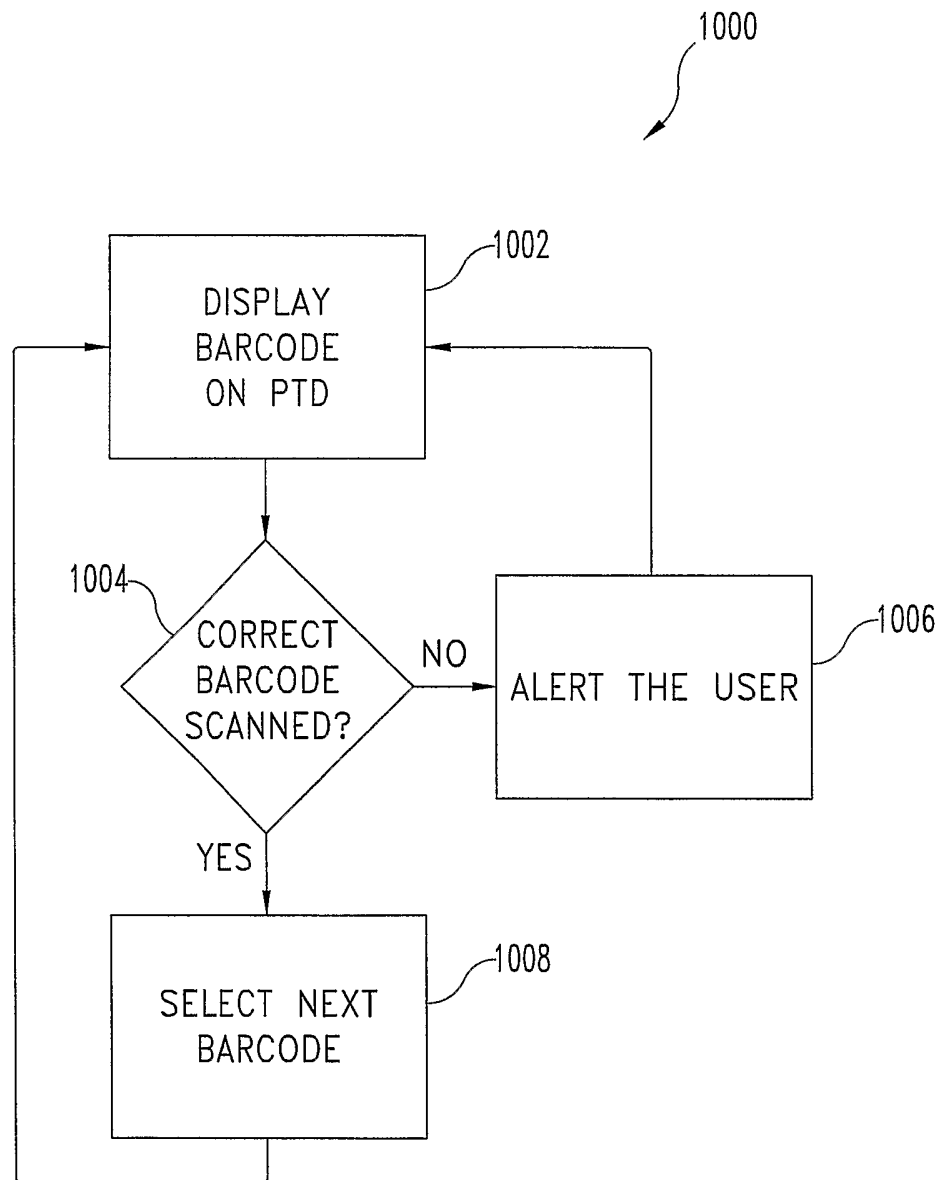 1000
1002
DISPLAY
BARCODE
ON PTD
1004
CORRECT
BARCODE
SCANNED?
NO
1006
ALERT THE USER
YES
1008
SELECT NEXT
BARCODE